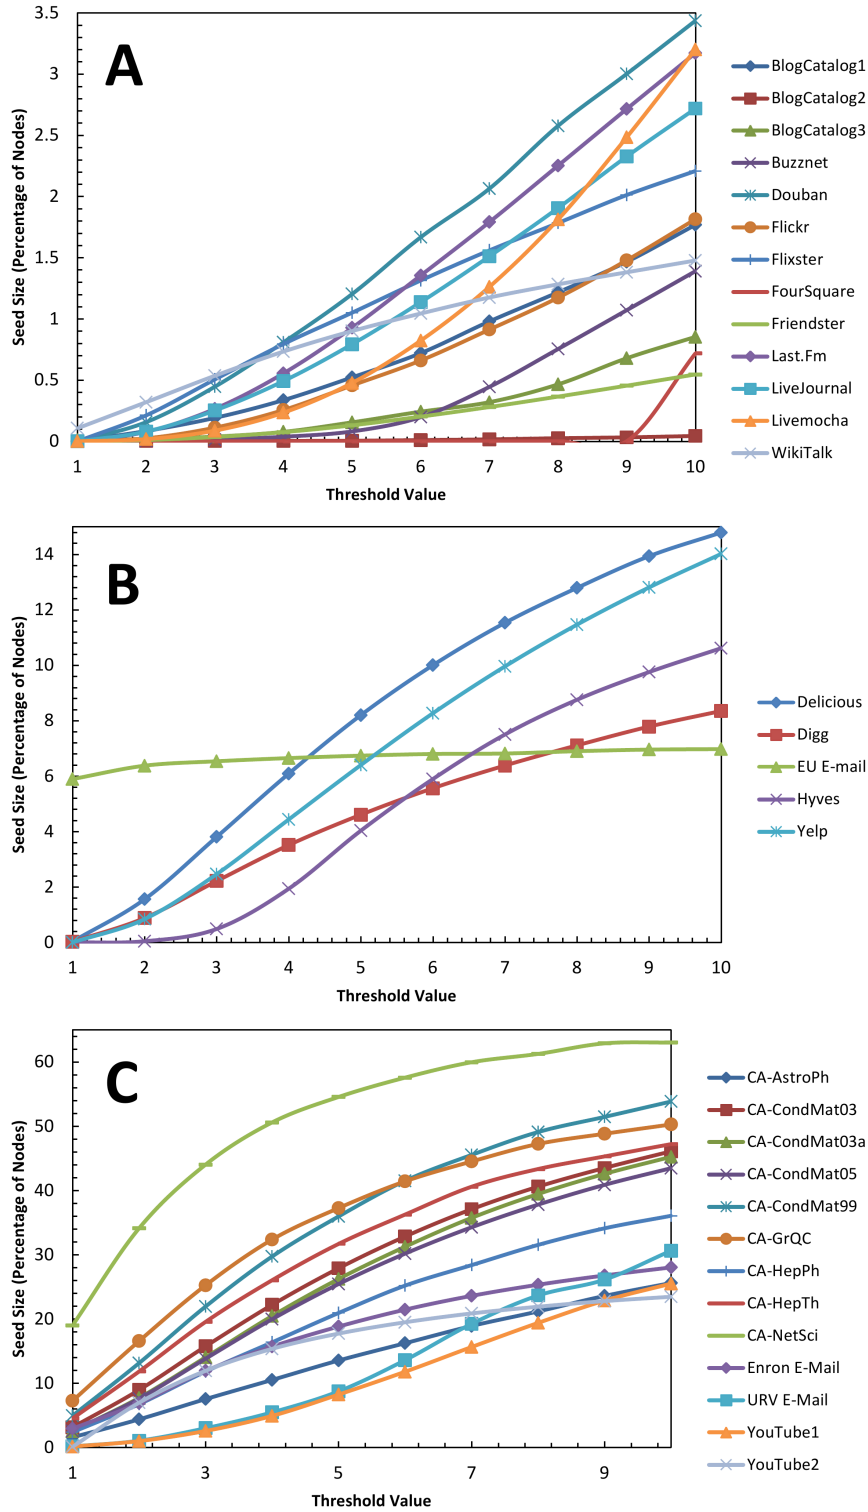 A
Seed Size (Percentage of Nodes)
3.5
3
2.5
2
1.5
1
0.5
0
1 2 3 4 5 6 7 8 9 10
Threshold Value
BlogCatalog1
BlogCatalog2
BlogCatalog3
Buzznet
Douban
Flickr
Flixster
FourSquare
Friendster
Last.Fm
LiveJournal
Livemocha
WikiTalk
B
Seed Size (Percentage of Nodes)
14
12
10
8
6
4
2
0
1 2 3 4 5 6 7 8 9 10
Threshold Value
Delicious
Digg
EU E-mail
Hyves
Yelp
C
Seed Size (Percentage of Nodes)
60
50
40
30
20
10
0
1 3 5 7 9
Threshold Value
CA-AstroPh
CA-CondMat03
CA-CondMat03a
CA-CondMat05
CA-CondMat99
CA-GrQC
CA-HepPh
CA-HepTh
CA-NetSci
Enron E-Mail
URV E-Mail
YouTube1
YouTube2